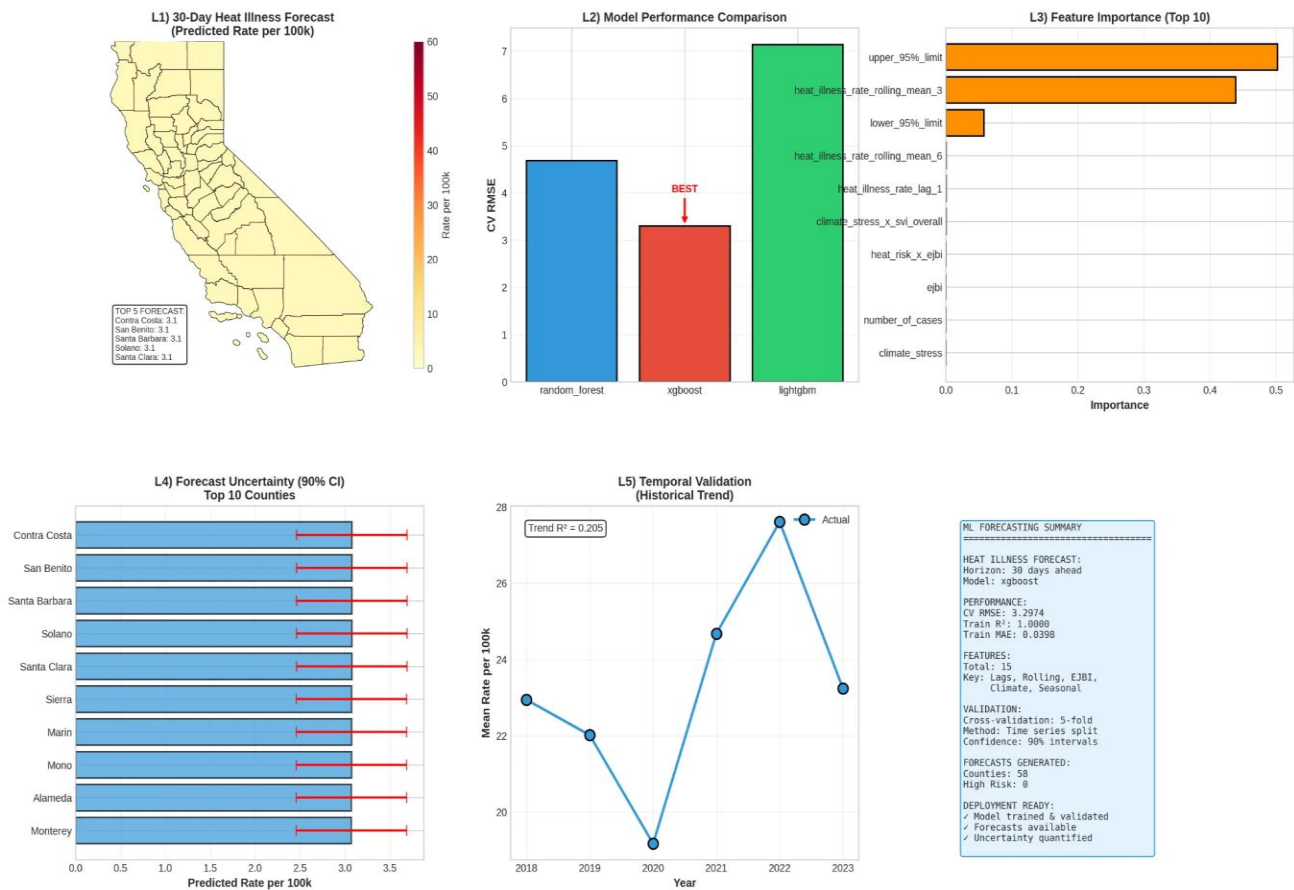 L1) 30-Day Heat Illness Forecast
(Predicted Rate per 100k)
60
50
40
30
20
10
0
Rate per 100k
TOP 5 FORECAST:
Contra Costa: 3.1
San Benito: 3.1
Santa Barbara: 3.1
Solano: 3.1
Santa Clara: 3.1
L2) Model Performance Comparison
CV RMSE
7
6
5
4
3
2
1
0
BEST
random_forest
xgboost
lightgbm
L3) Feature Importance (Top 10)
upper_95%_limit
heat_illness_rate_rolling_mean_3
lower_95%_limit
heat_illness_rate_rolling_mean_6
heat_illness_rate_lag_1
climate_stress_x_svi_overall
heat_risk_x_ejbi
ejbi
number_of_cases
climate_stress
0.0 0.1 0.2 0.3 0.4 0.5
Importance
L4) Forecast Uncertainty (90% CI)
Top 10 Counties
Contra Costa
San Benito
Santa Barbara
Solano
Santa Clara
Sierra
Marin
Mono
Alameda
Monterey
0.0 0.5 1.0 1.5 2.0 2.5 3.0 3.5
Predicted Rate per 100k
L5) Temporal Validation
(Historical Trend)
Trend R² = 0.205
Actual
Mean Rate per 100k
28
26
24
22
20
2018 2019 2020 2021 2022 2023
Year
ML FORECASTING SUMMARY
===================================
HEAT ILLNESS FORECAST:
Horizon: 30 days ahead
Model: xgboost
PERFORMANCE:
CV RMSE: 3.2974
Train R²: 1.0000
Train MAE: 0.0398
FEATURES:
Total: 15
Key: Lags, Rolling, EJBI,
Climate, Seasonal
VALIDATION:
Cross-validation: 5-fold
Method: Time series split
Confidence: 90% intervals
FORECASTS GENERATED:
Counties: 58
High Risk: 0
DEPLOYMENT READY:
✓ Model trained & validated
✓ Forecasts available
✓ Uncertainty quantified